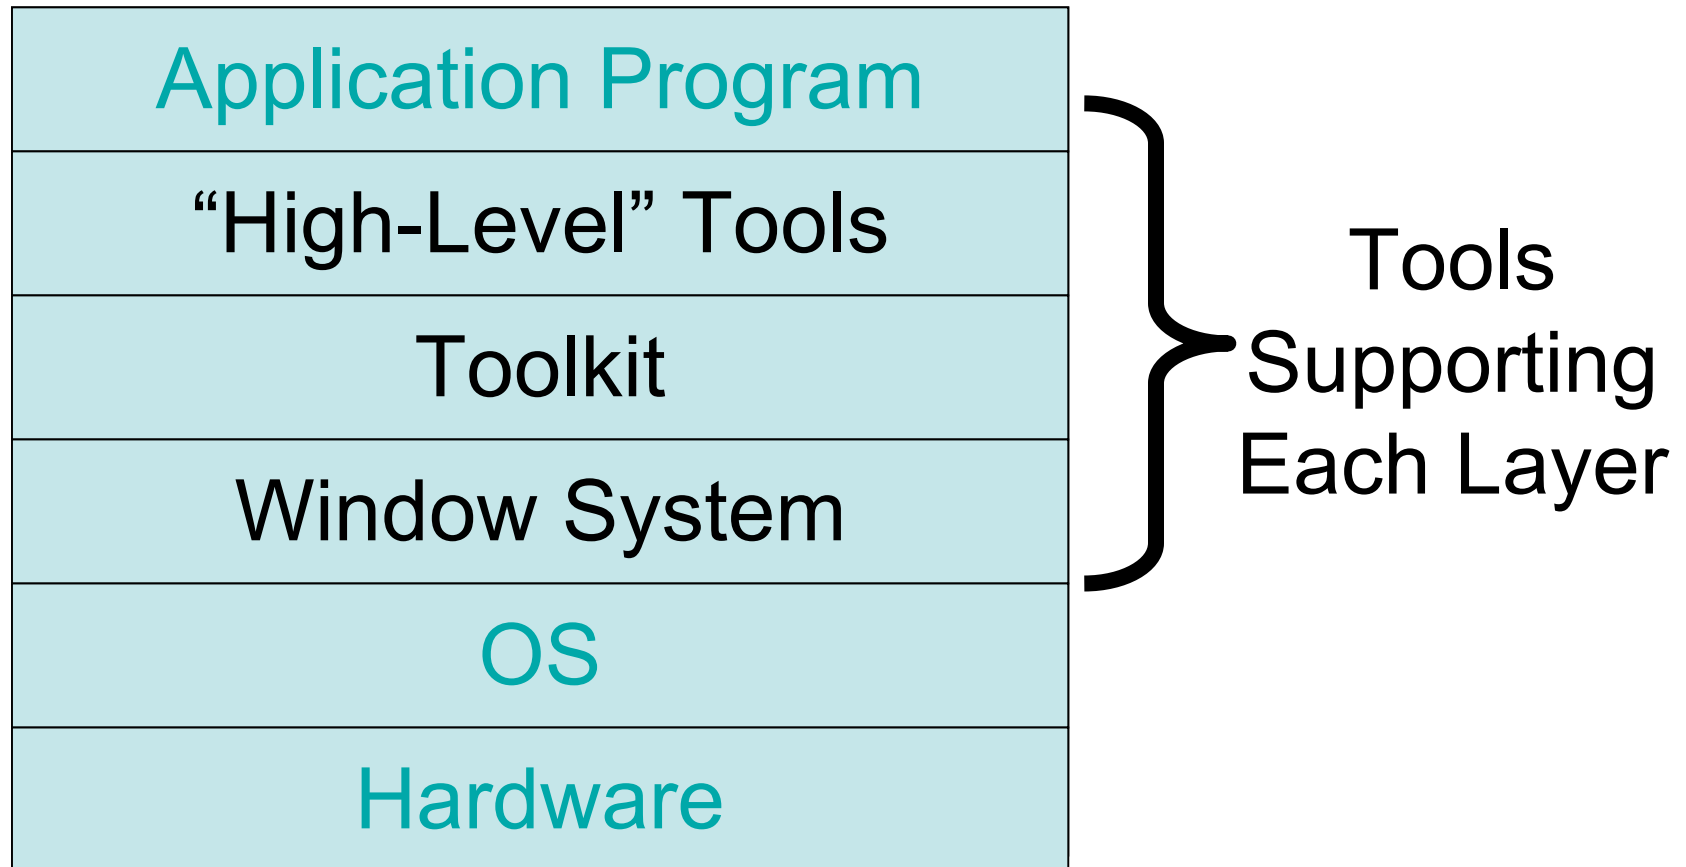 Application Program
“High-Level” Tools
Toolkit
Window System
OS
Hardware
Tools
Supporting
Each Layer